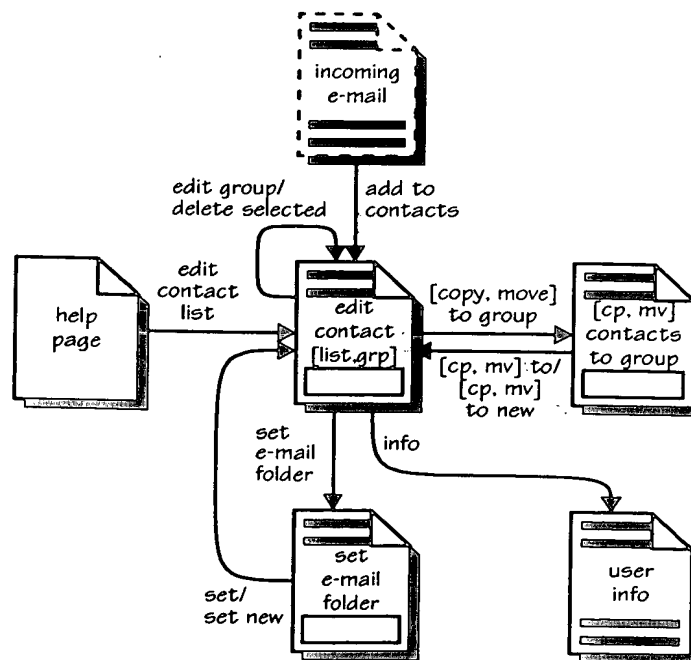 incoming
e-mail
edit group/
delete selected
add to
contacts
edit
contact
list
help
page
edit
contact
[list,grp]
[copy, move]
to group
[cp, mv]
contacts
to group
[cp, mv] to/
[cp, mv]
to new
set
e-mail
folder
info
set
e-mail
folder
set/
set new
user
info